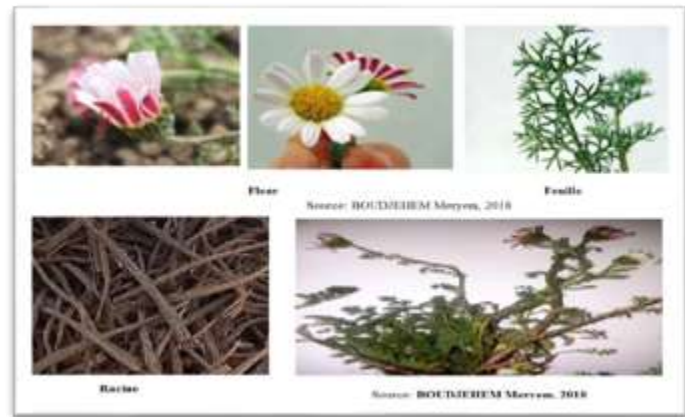 Fleur
Feuille
Source: BOUDJEHEM Meryem, 2018
Racine
Source: BOUDJEHEM Meryem, 2018